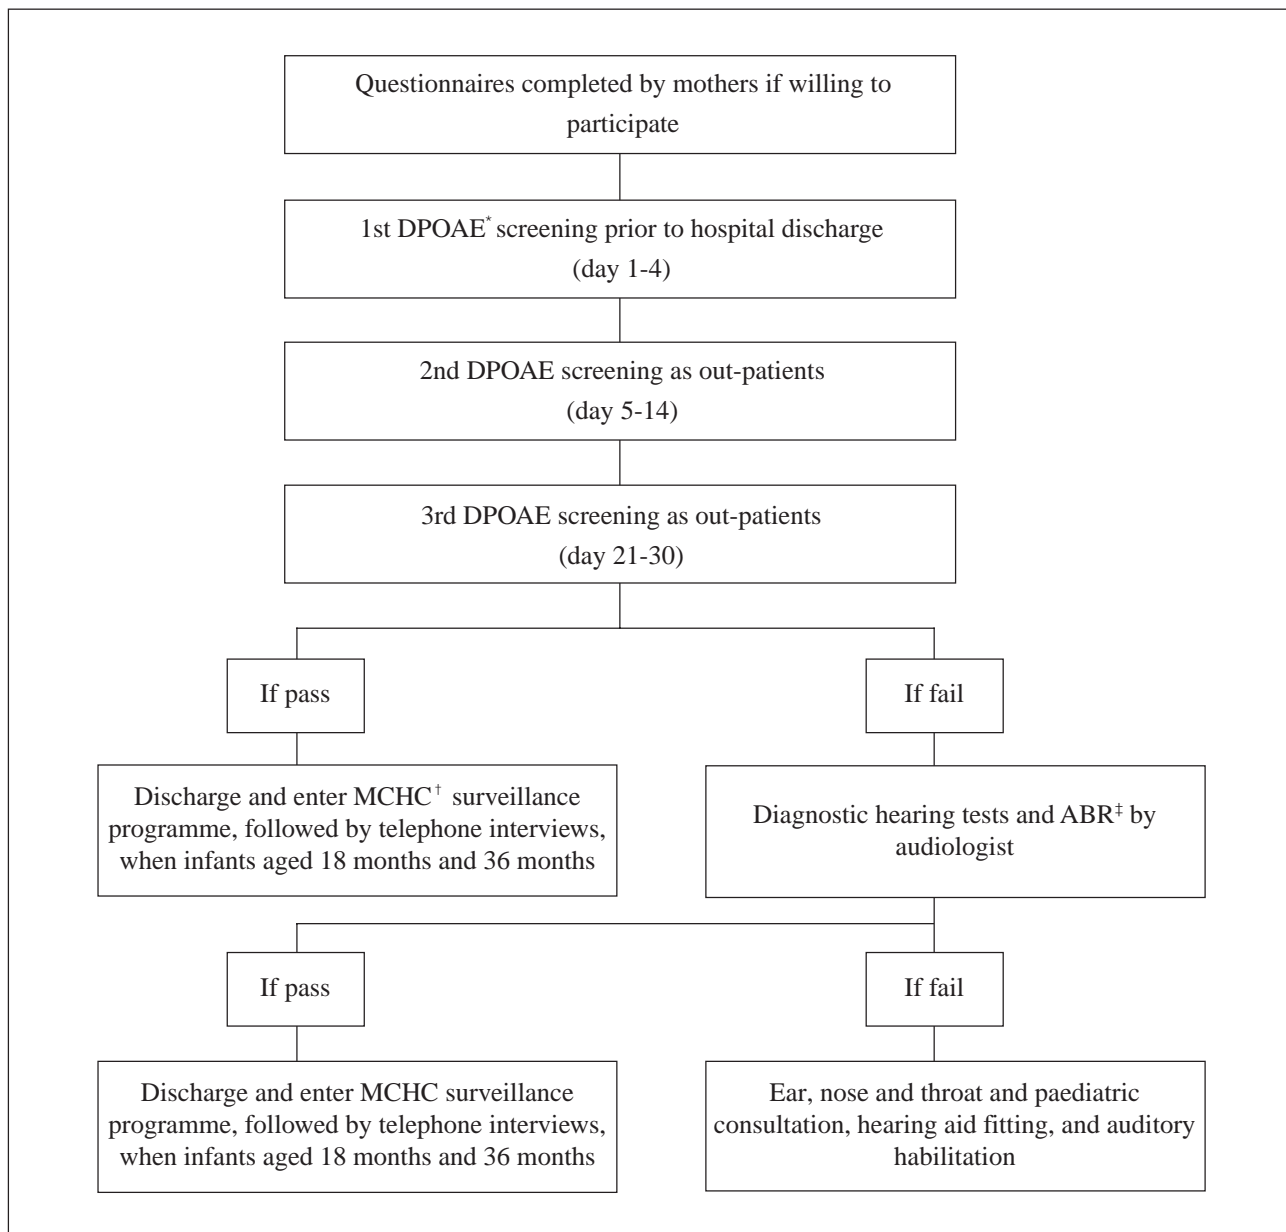 Questionnaires completed by mothers if willing to
participate
1st DPOAE* screening prior to hospital discharge
(day 1-4)
2nd DPOAE screening as out-patients
(day 5-14)
3rd DPOAE screening as out-patients
(day 21-30)
If pass
If fail
Discharge and enter MCHC† surveillance
programme, followed by telephone interviews,
when infants aged 18 months and 36 months
Diagnostic hearing tests and ABR‡ by
audiologist
If pass
If fail
Discharge and enter MCHC surveillance
programme, followed by telephone interviews,
when infants aged 18 months and 36 months
Ear, nose and throat and paediatric
consultation, hearing aid fitting, and auditory
habilitation